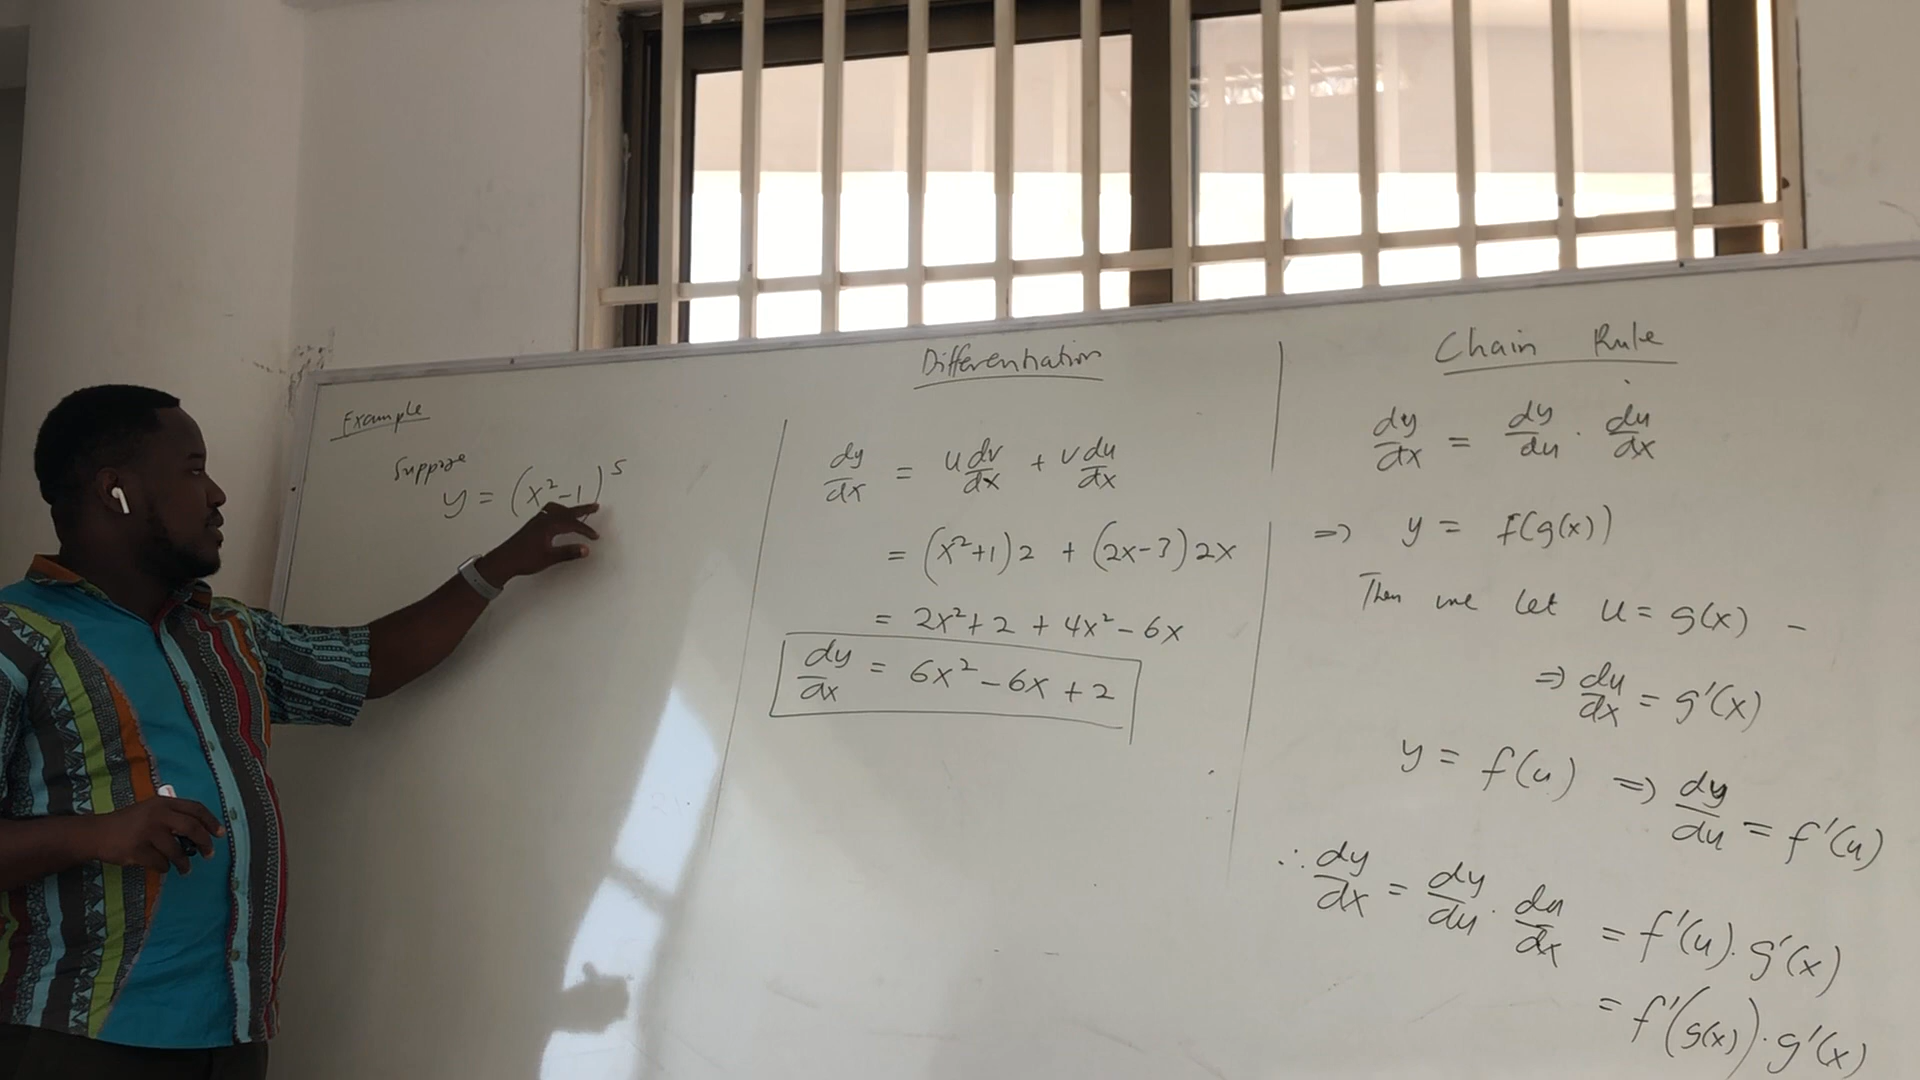 Example
Suppose
y = (x²-1)⁵
Differentiation
dy/dx = u dv/dx + v du/dx
= (x²+1)2 + (2x-3)2x
= 2x²+2 + 4x²-6x
dy/dx = 6x²-6x+2
Chain Rule
dy/dx = dy/du · du/dx
⇒ y = f(g(x))
Then we let u = g(x) -
⇒ du/dx = g'(x)
y = f(u) ⇒ dy/du = f'(u)
∴ dy/dx = dy/du · du/dx = f'(u)·g'(x)
= f'(g(x))·g'(x)